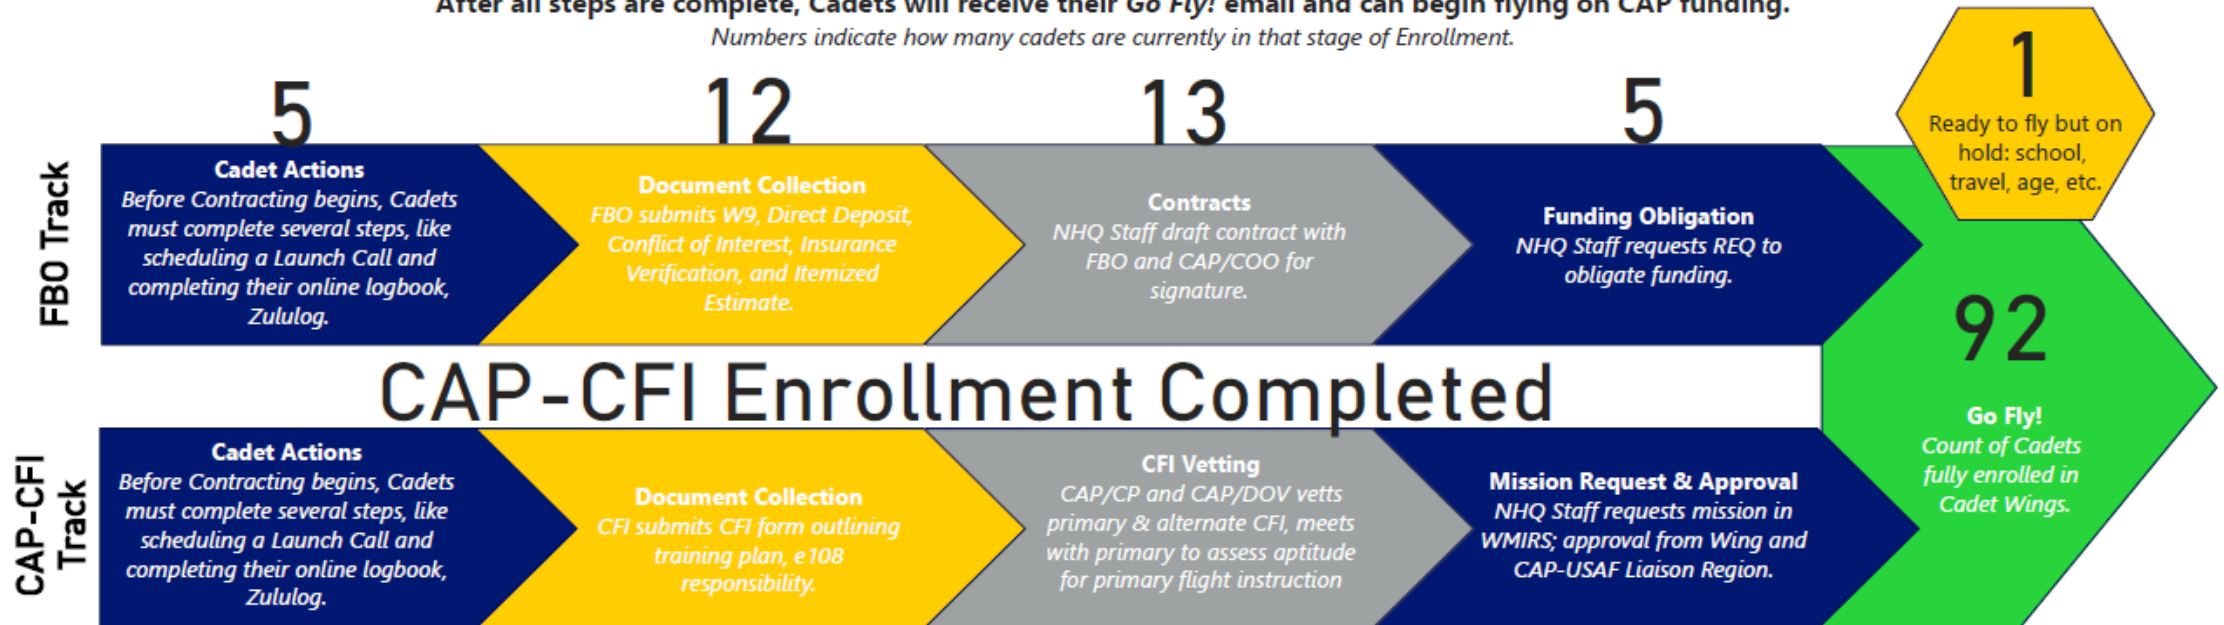 After all steps are complete, Cadets will receive their Go Fly! email and can begin flying on CAP funding.
Numbers indicate how many cadets are currently in that stage of Enrollment.
FBO Track
5
Cadet Actions
Before Contracting begins, Cadets
must complete several steps, like
scheduling a Launch Call and
completing their online logbook,
Zululog.
12
Document Collection
FBO submits W9, Direct Deposit,
Conflict of Interest, Insurance
Verification, and Itemized
Estimate.
13
Contracts
NHQ Staff draft contract with
FBO and CAP/COO for
signature.
5
Funding Obligation
NHQ Staff requests REQ to
obligate funding.
1
Ready to fly but on
hold: school,
travel, age, etc.
CAP-CFI Enrollment Completed
CAP-CFI
Track
Cadet Actions
Before Contracting begins, Cadets
must complete several steps, like
scheduling a Launch Call and
completing their online logbook,
Zululog.
Document Collection
CFI submits CFI form outlining
training plan, e108
responsibility.
CFI Vetting
CAP/CP and CAP/DOV vetts
primary & alternate CFI, meets
with primary to assess aptitude
for primary flight instruction
Mission Request & Approval
NHQ Staff requests mission in
WMIRS; approval from Wing and
CAP-USAF Liaison Region.
92
Go Fly!
Count of Cadets
fully enrolled in
Cadet Wings.